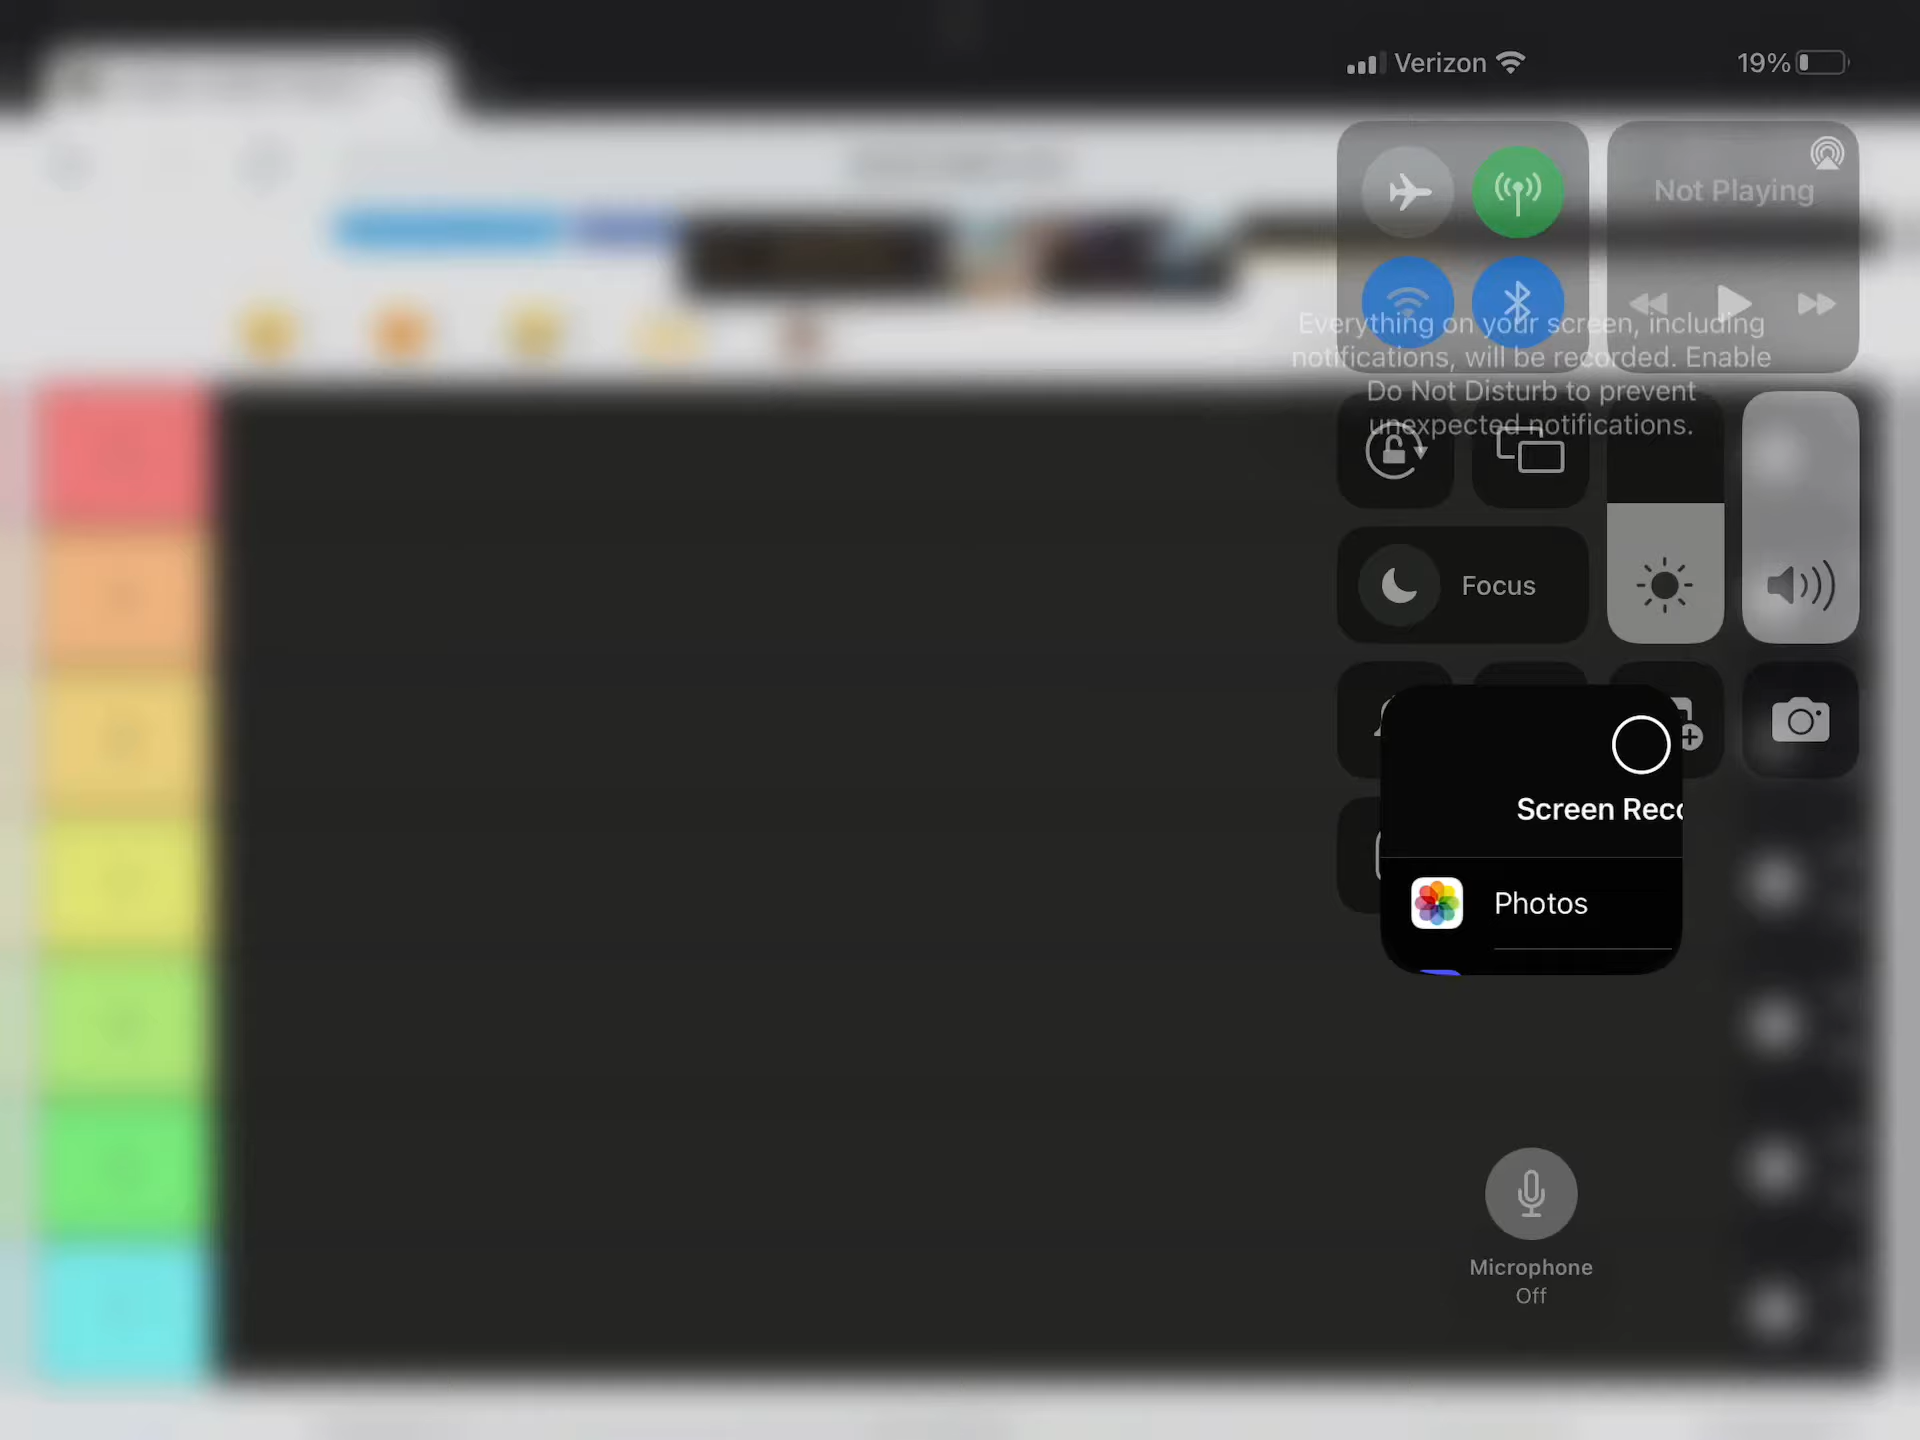 Verizon
19%
Not Playing
Everything on your screen, including
notifications, will be recorded. Enable
Do Not Disturb to prevent
unexpected notifications.
Focus
Screen Reco
Photos
Microphone
Off